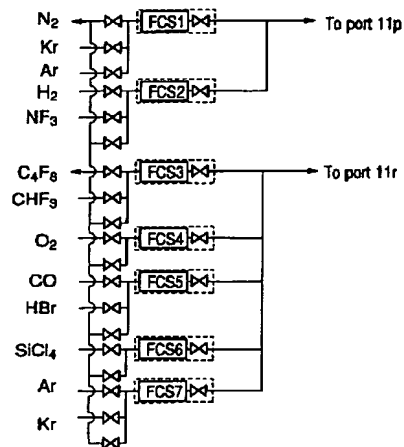 N2 FCS1 To port 11p
Kr
Ar
H2 FCS2
NF3
C4F8 FCS3 To port 11r
CHF3
O2 FCS4
CO FCS5
HBr
SiCl4 FCS6
Ar FCS7
Kr